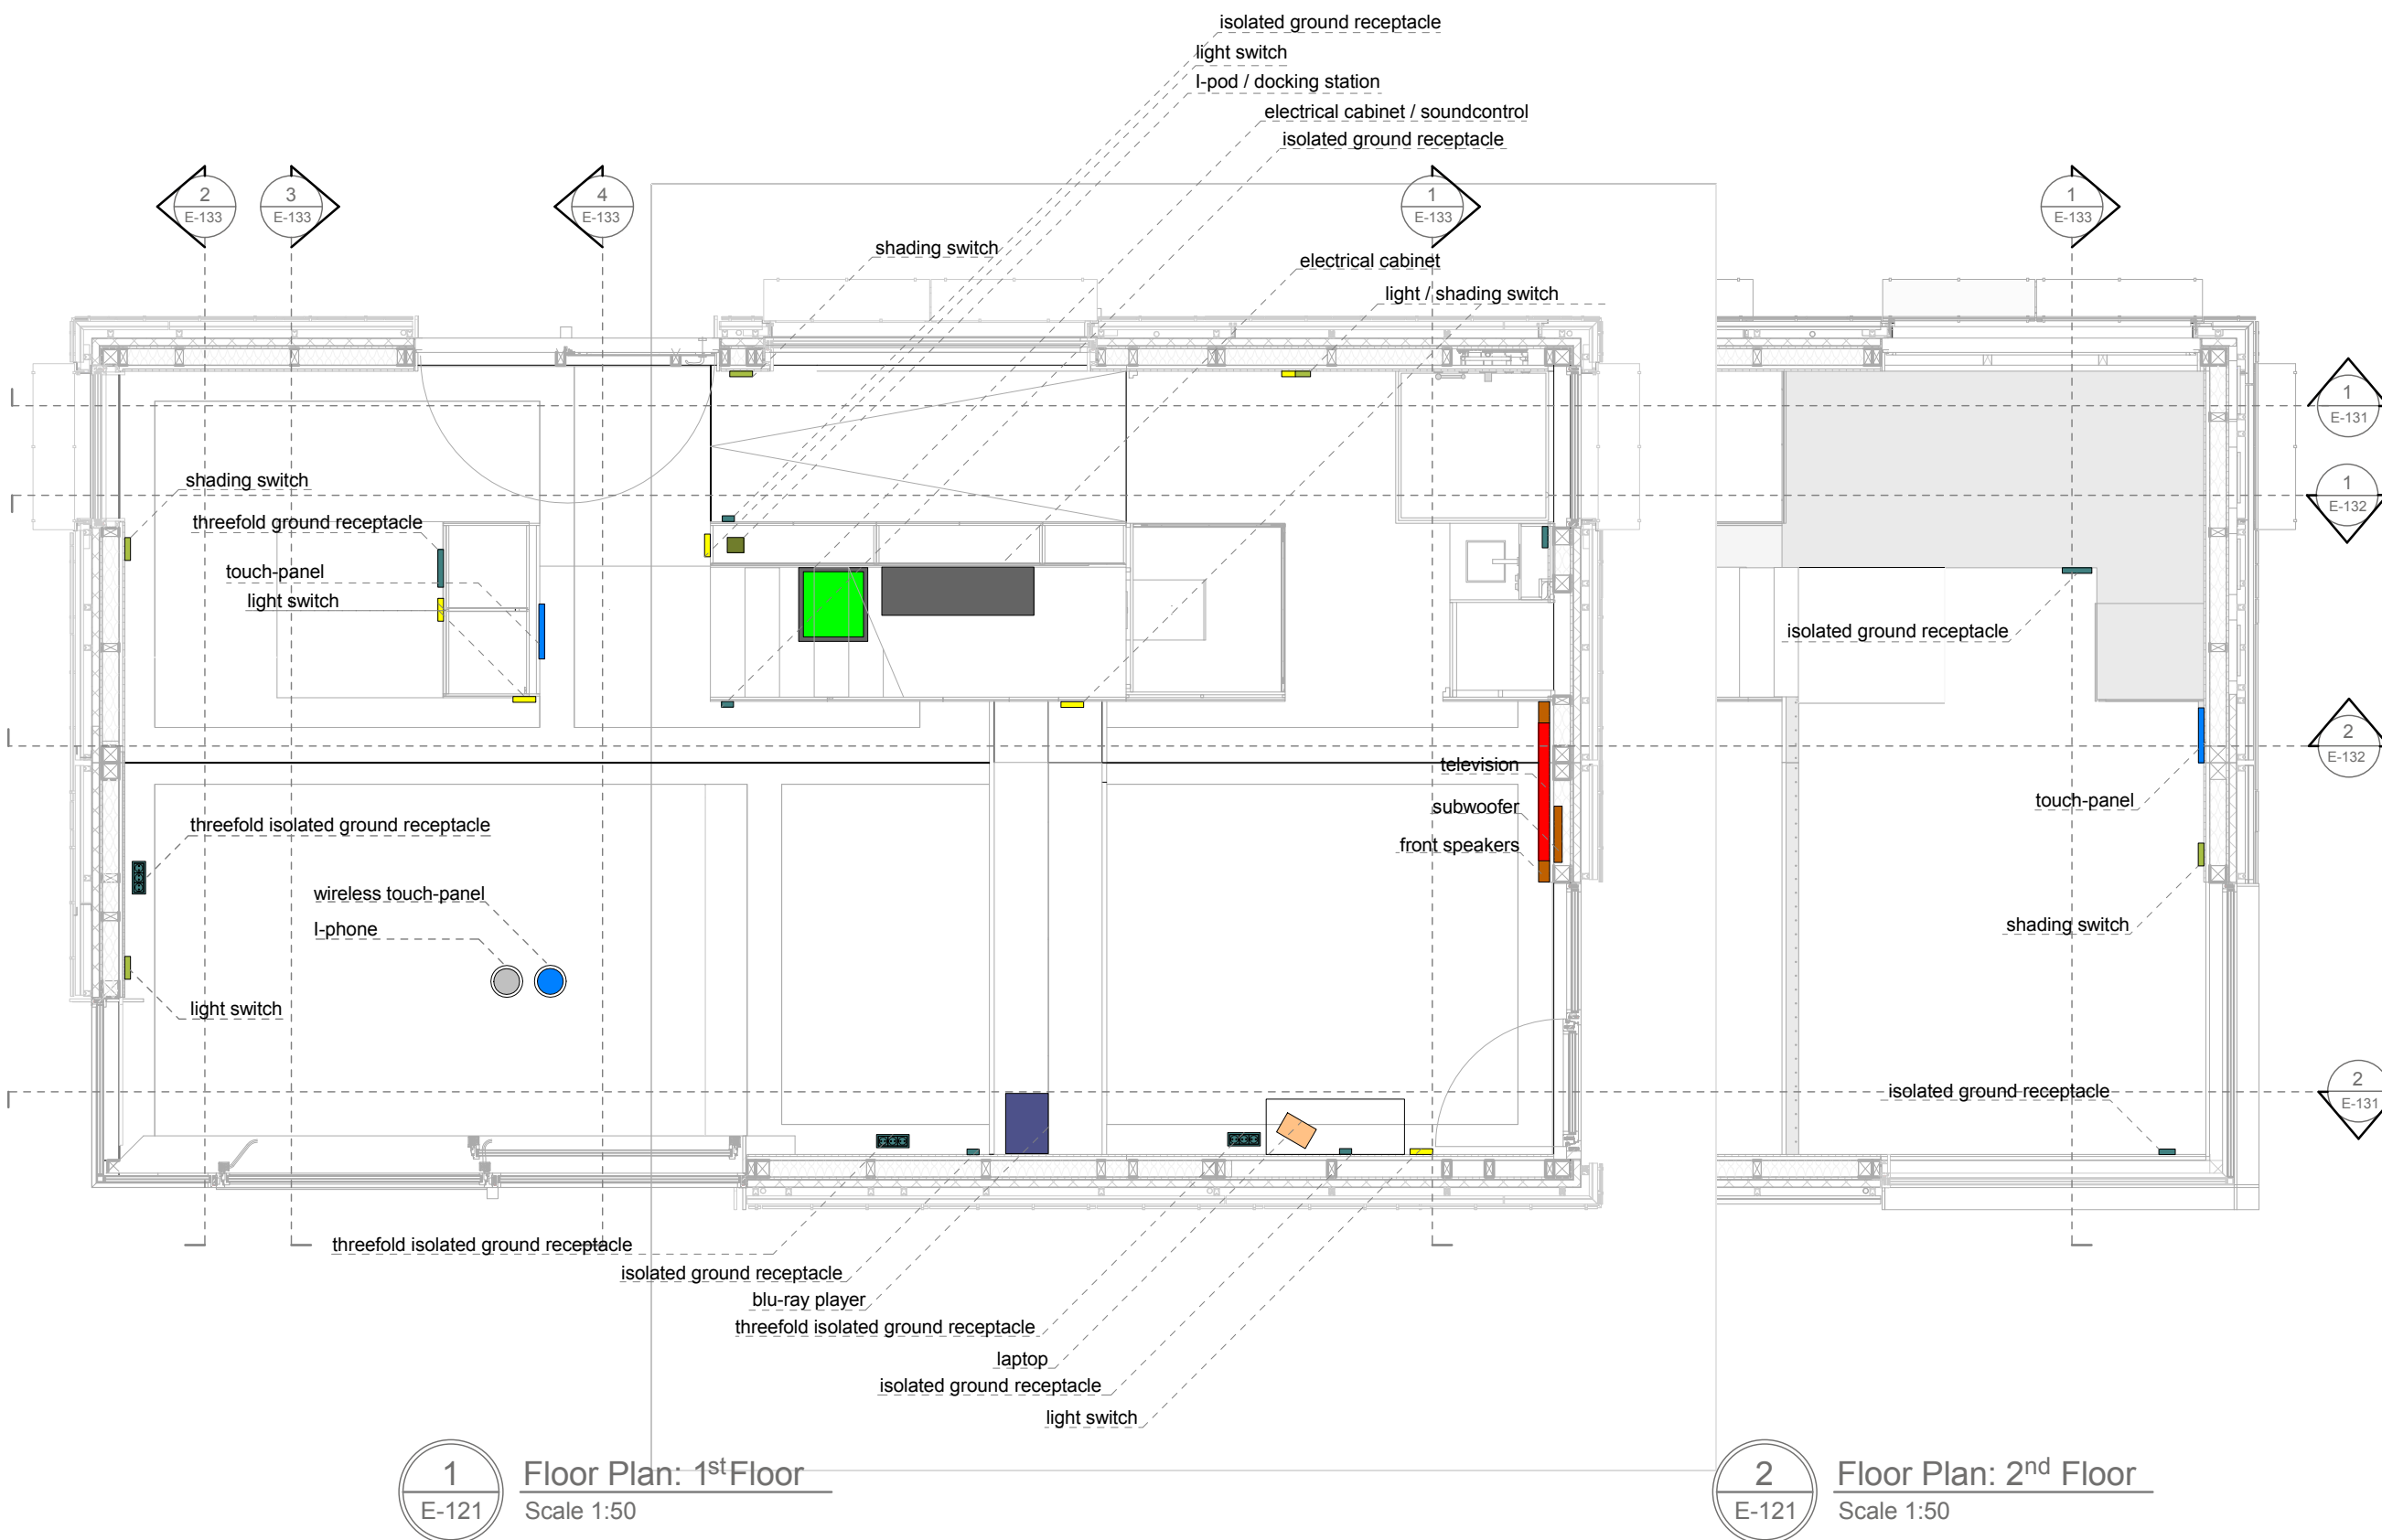 isolated ground receptacle
light switch
I-pod / docking station
electrical cabinet / soundcontrol
isolated ground receptacle
2
E-133
3
E-133
4
E-133
1
E-133
1
E-133
shading switch
electrical cabinet
light / shading switch
1
E-131
shading switch
1
E-132
threefold ground receptacle
touch-panel
light switch
isolated ground receptacle
2
E-132
television
touch-panel
subwoofer
threefold isolated ground receptacle
front speakers
wireless touch-panel
I-phone
shading switch
light switch
isolated ground receptacle
2
E-131
threefold isolated ground receptacle
isolated ground receptacle
blu-ray player
threefold isolated ground receptacle
laptop
isolated ground receptacle
light switch
1
E-121
Floor Plan: 1st Floor
Scale 1:50
2
E-121
Floor Plan: 2nd Floor
Scale 1:50